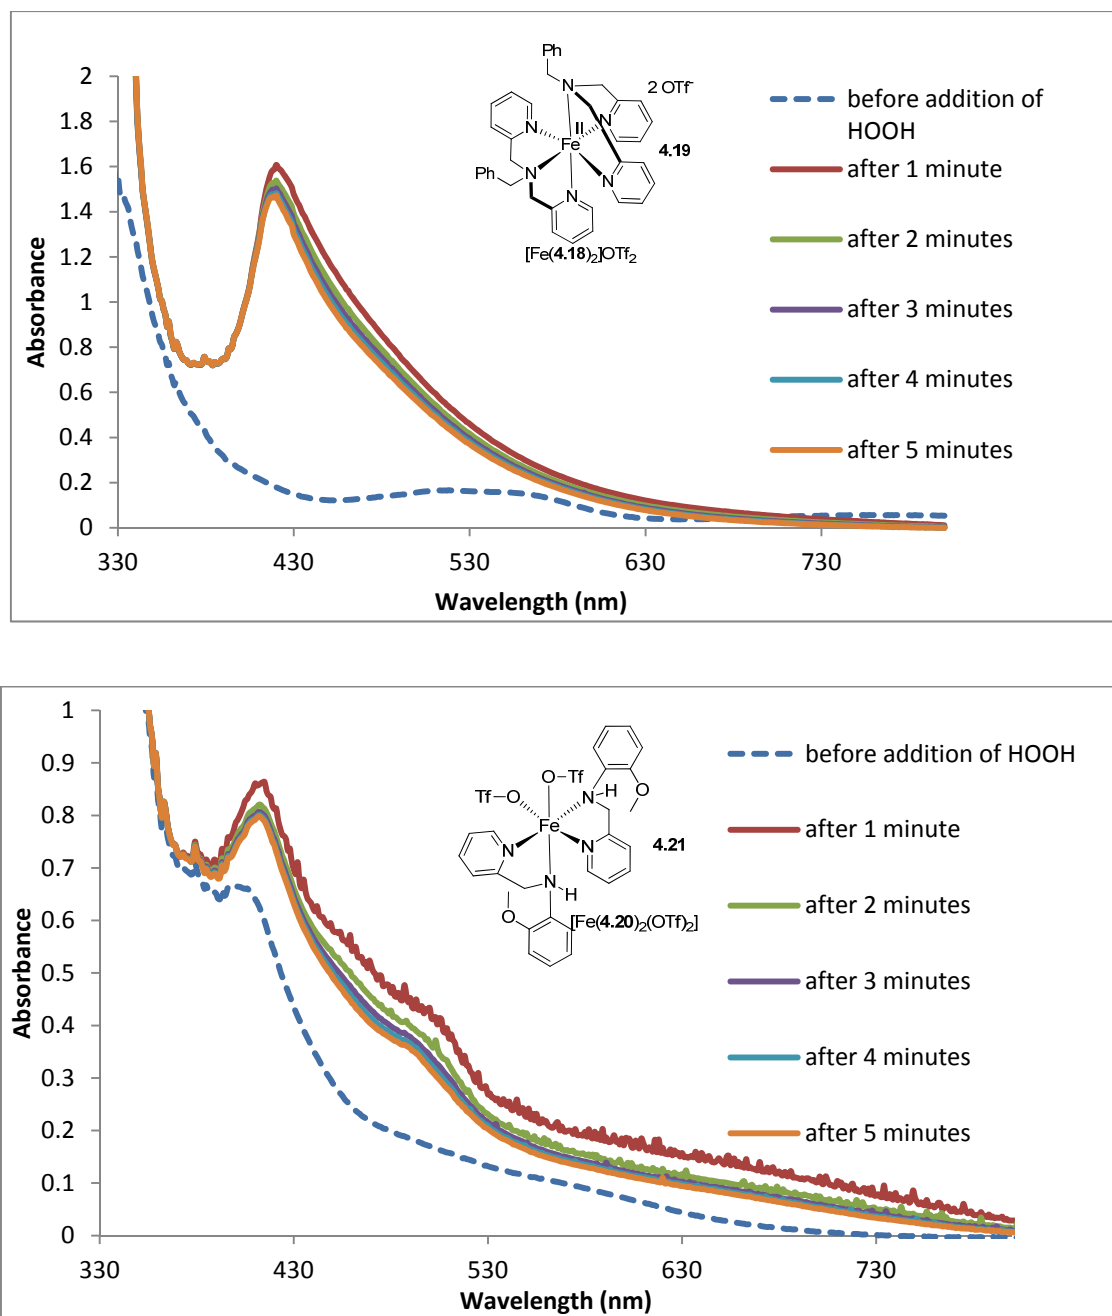 Ph
N
2 OTf-
N
N
II
Fe
4.19
N
Ph
N
N
[Fe(4.18)2]OTf2
2
1.8
1.6
1.4
1.2
1
0.8
0.6
0.4
0.2
0
Absorbance
330
430
530
630
730
Wavelength (nm)
before addition of
HOOH
after 1 minute
after 2 minutes
after 3 minutes
after 4 minutes
after 5 minutes
O
O–Tf
Tf–O
N
H
Fe
4.21
N
N
N
H
O
[Fe(4.20)2(OTf)2]
1
0.9
0.8
0.7
0.6
0.5
0.4
0.3
0.2
0.1
0
Absorbance
330
430
530
630
730
Wavelength (nm)
before addition of HOOH
after 1 minute
after 2 minutes
after 3 minutes
after 4 minutes
after 5 minutes